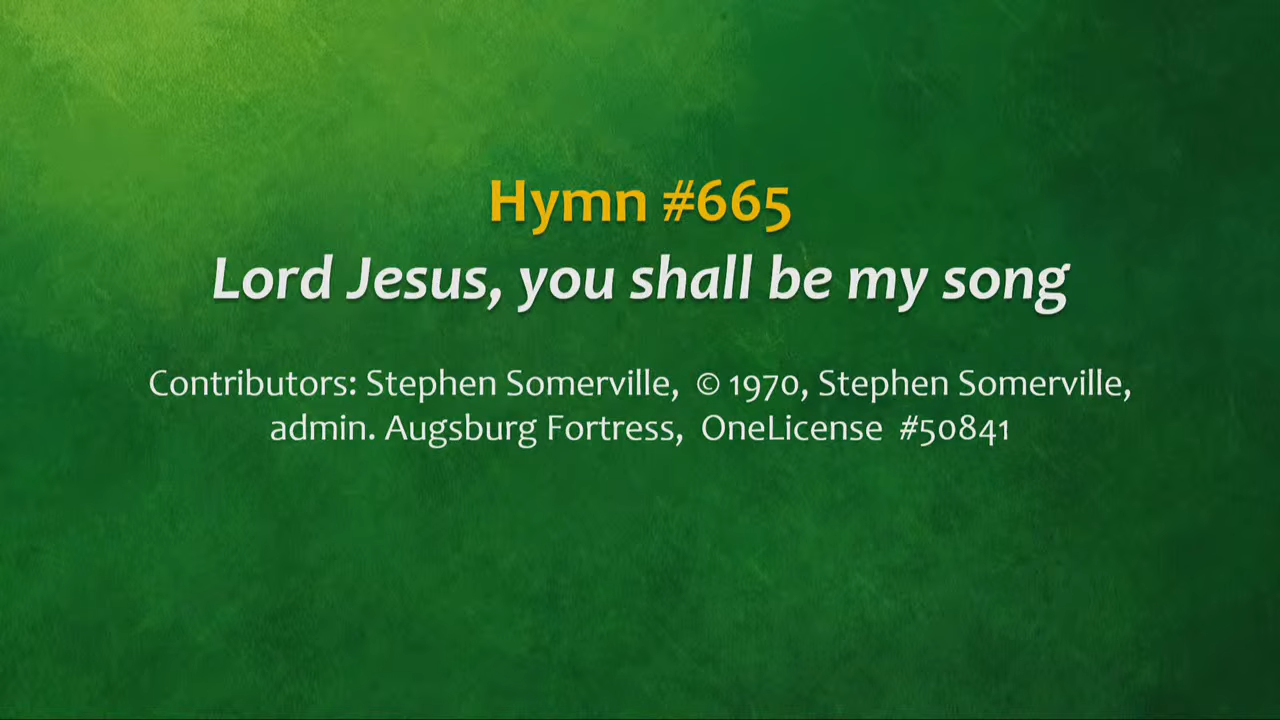 Hymn #665
Lord Jesus, you shall be my song
Contributors: Stephen Somerville,  © 1970, Stephen Somerville,
admin. Augsburg Fortress,  OneLicense  #50841